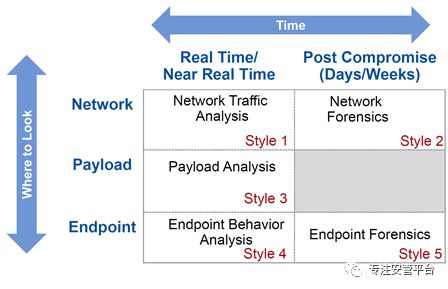 Time
Real Time/
Near Real Time
Post Compromise
(Days/Weeks)
Where to Look
Network
Network Traffic
Analysis
Style 1
Network
Forensics
Style 2
Payload
Payload Analysis
Style 3
Endpoint
Endpoint Behavior
Analysis
Style 4
Endpoint Forensics
Style 5
专注安管平台